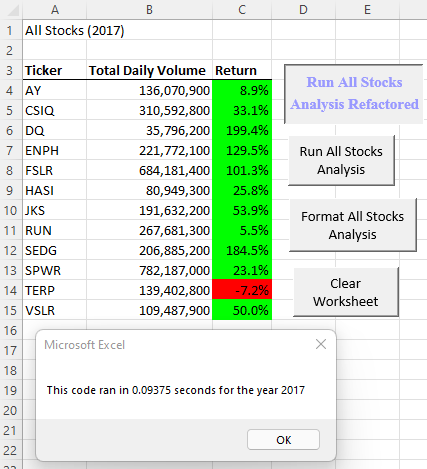 A B C D E
1 All Stocks (2017)
2
3 Ticker Total Daily Volume Return
4 AY 136,070,900 8.9%
5 CSIQ 310,592,800 33.1%
6 DQ 35,796,200 199.4%
7 ENPH 221,772,100 129.5%
8 FSLR 684,181,400 101.3%
9 HASI 80,949,300 25.8%
10 JKS 191,632,200 53.9%
11 RUN 267,681,300 5.5%
12 SEDG 206,885,200 184.5%
13 SPWR 782,187,000 23.1%
14 TERP 139,402,800 -7.2%
15 VSLR 109,487,900 50.0%
16
17
18
19
20
21
22
Run All Stocks
Analysis Refactored
Run All Stocks
Analysis
Format All Stocks
Analysis
Clear
Worksheet
Microsoft Excel
This code ran in 0.09375 seconds for the year 2017
OK